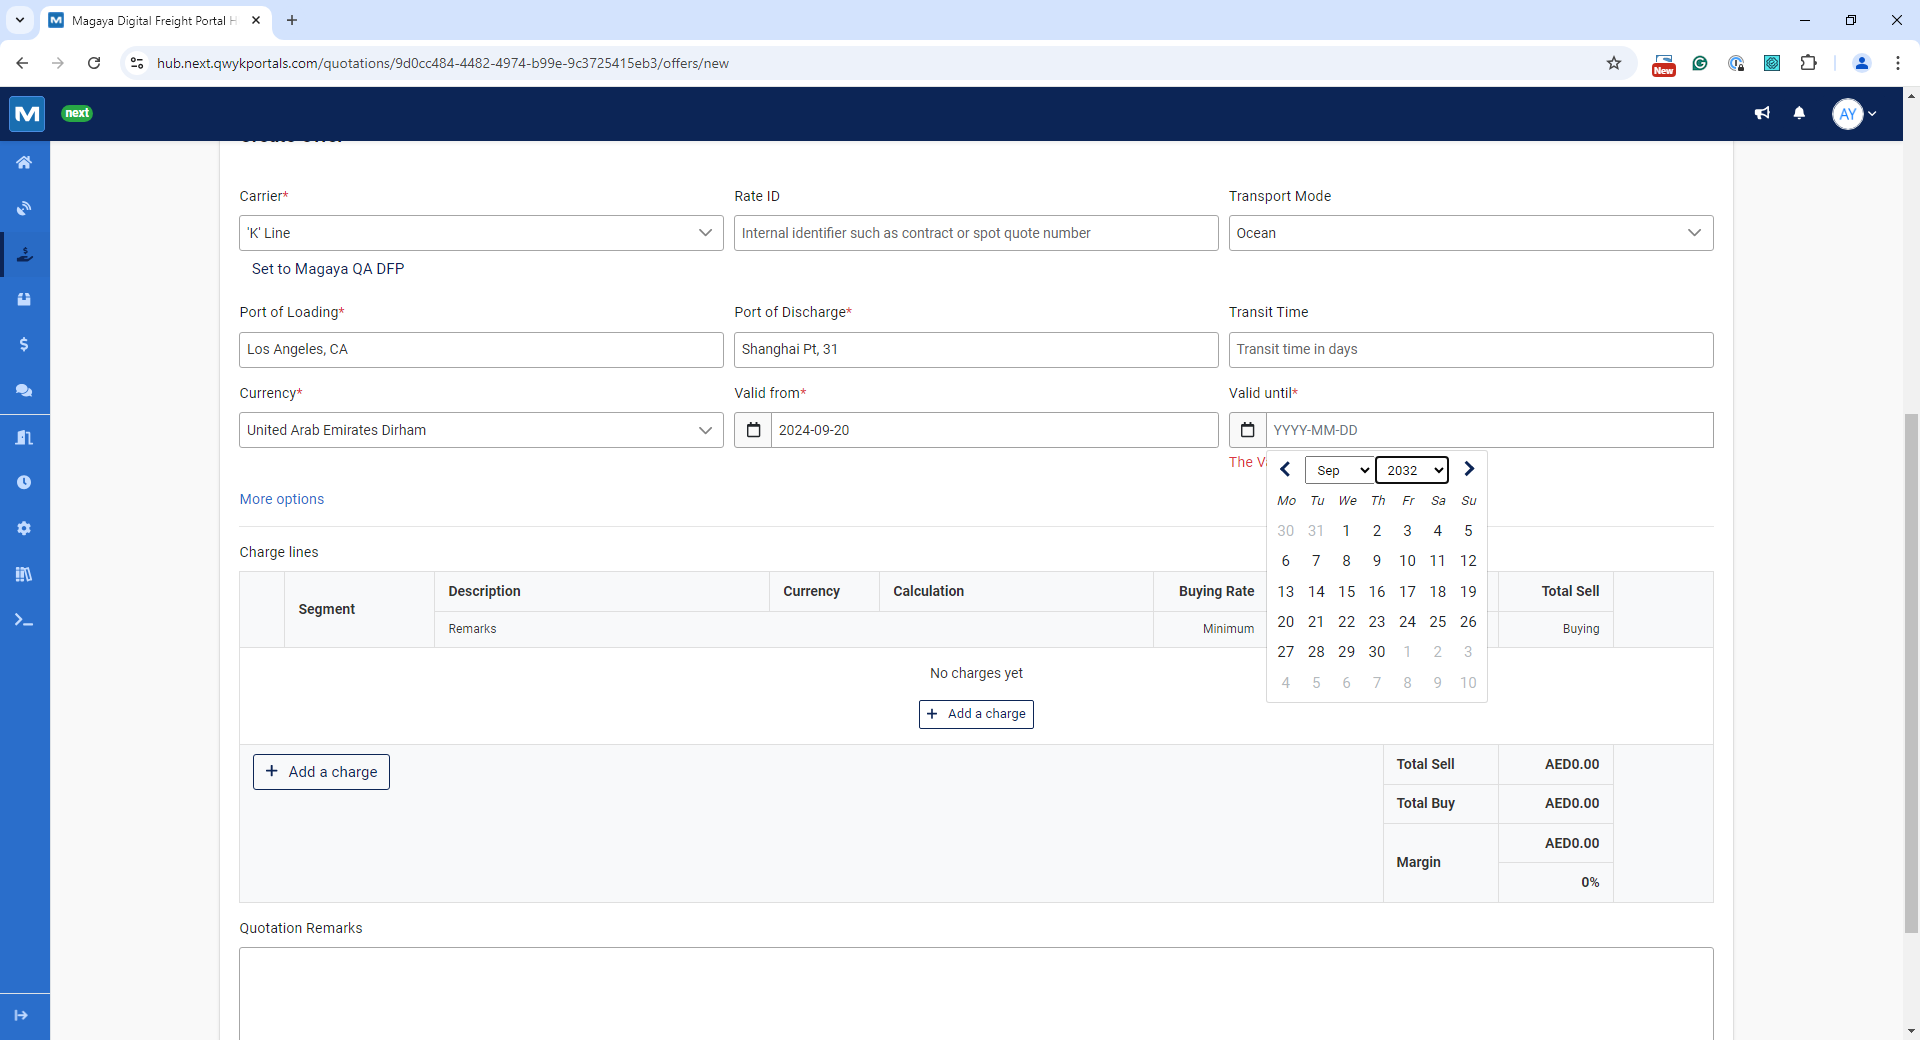 Magaya Digital Freight Portal H
hub.next.qwykportals.com/quotations/9d0cc484-4482-4974-b99e-9c3725415eb3/offers/new
New
M
next
AY
Carrier*
Rate ID
Transport Mode
'K' Line
Internal identifier such as contract or spot quote number
Ocean
Set to Magaya QA DFP
Port of Loading*
Port of Discharge*
Transit Time
Los Angeles, CA
Shanghai Pt, 31
Transit time in days
Currency*
Valid from*
Valid until*
United Arab Emirates Dirham
2024-09-20
YYYY-MM-DD
The
Sep
2032
More options
Mo Tu We Th Fr Sa Su
30 31 1 2 3 4 5
6 7 8 9 10 11 12
13 14 15 16 17 18 19
20 21 22 23 24 25 26
27 28 29 30 1 2 3
4 5 6 7 8 9 10
Charge lines
Segment
Description
Currency
Calculation
Buying Rate
Total Sell
Remarks
Minimum
Buying
No charges yet
+ Add a charge
+ Add a charge
Total Sell
AED0.00
Total Buy
AED0.00
Margin
AED0.00
0%
Quotation Remarks